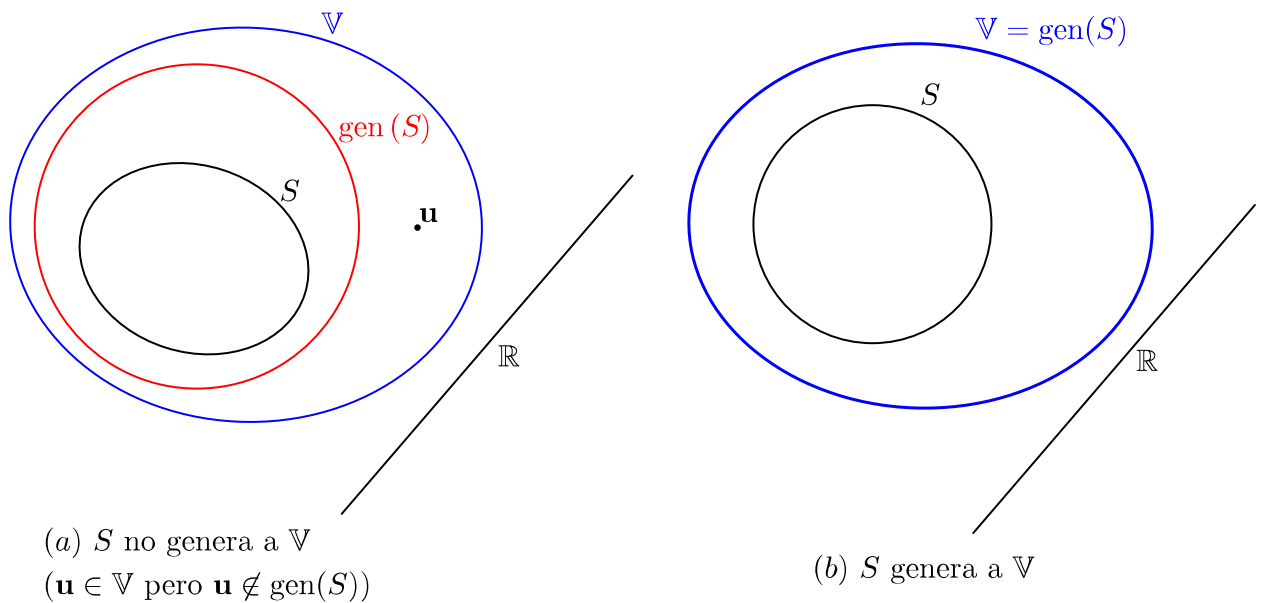 𝕍
gen (S)
S
u
ℝ
(a) S no genera a 𝕍
(u ∈ 𝕍 pero u ∉ gen(S))
𝕍 = gen(S)
S
ℝ
(b) S genera a 𝕍